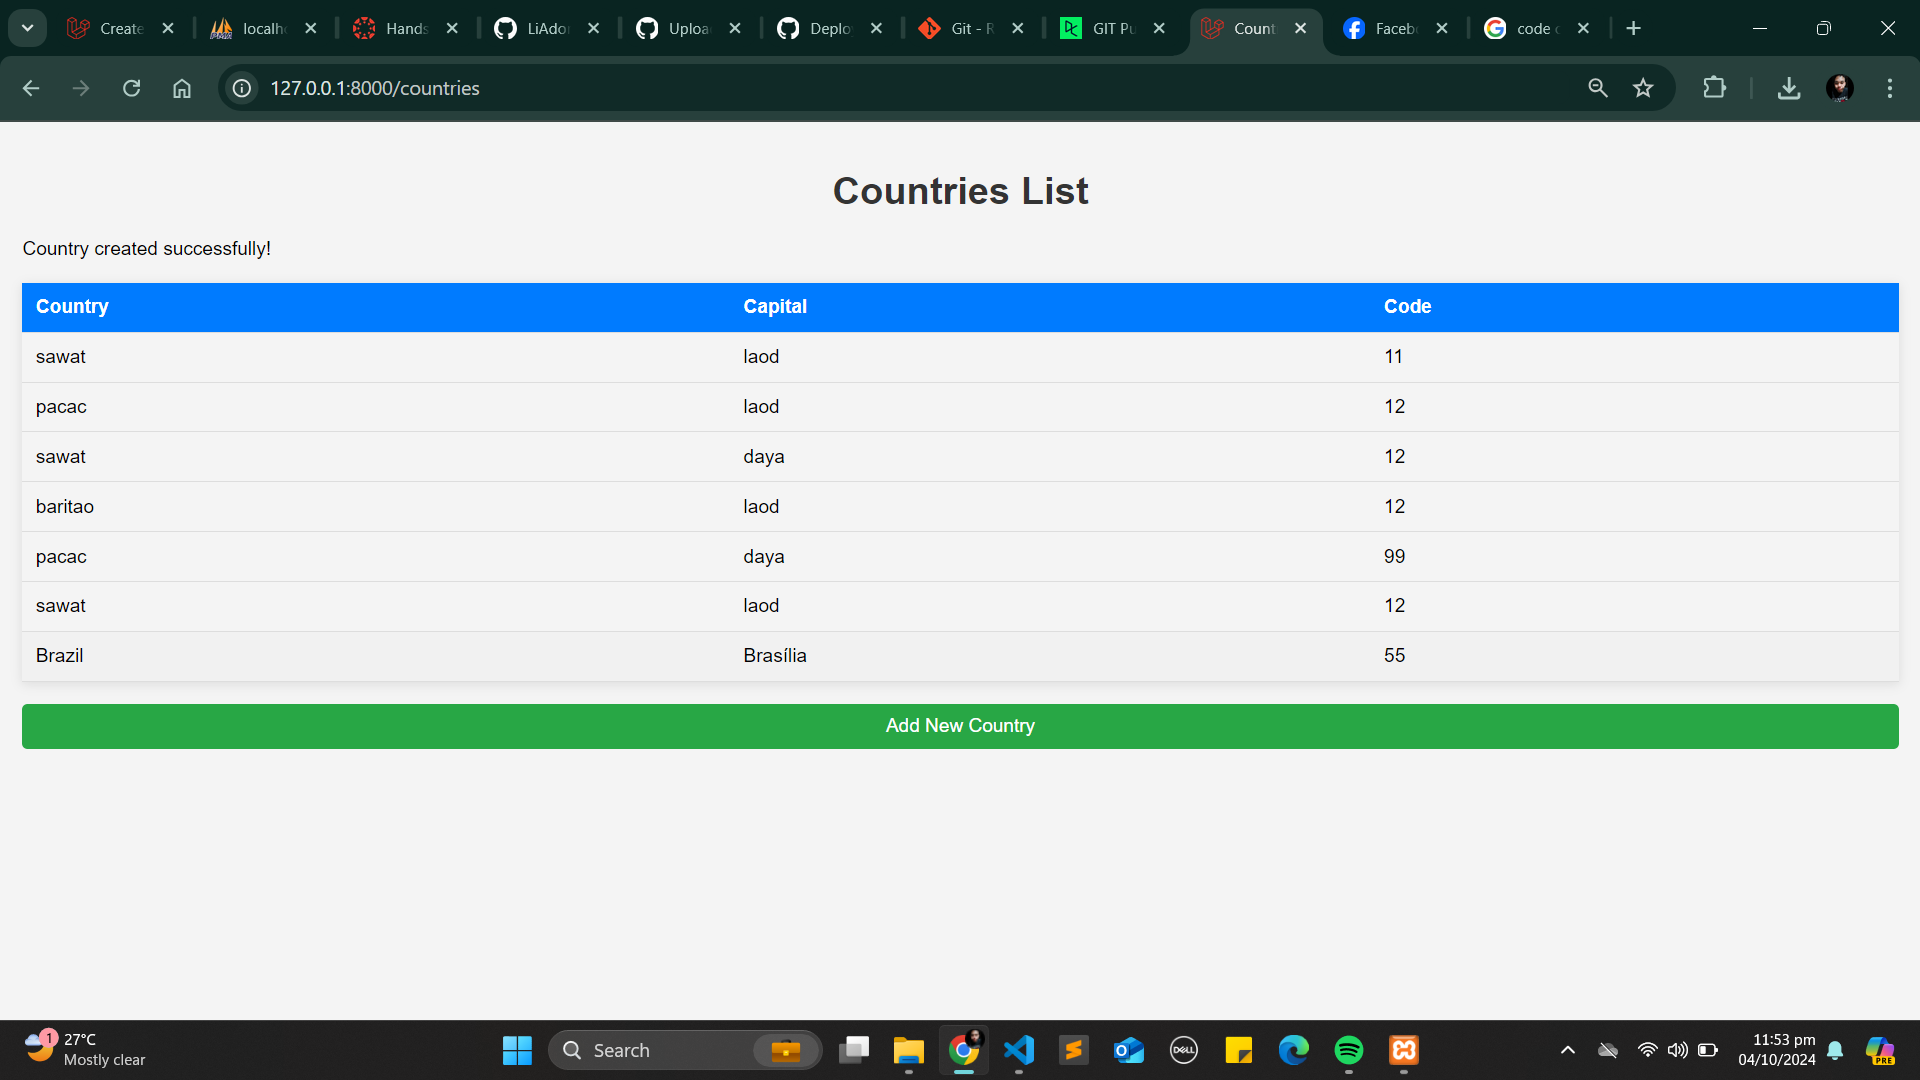 Create
localh
Hands
LiAdo
Uploa
Deplo
Git - R
GIT Pu
Count
Faceb
code c
127.0.0.1:8000/countries
Countries List
Country created successfully!
Country Capital Code
sawat laod 11
pacac laod 12
sawat daya 12
baritao laod 12
pacac daya 99
sawat laod 12
Brazil Brasília 55
Add New Country
1
27°C
Mostly clear
Search
DELL
PRE
11:53 pm
04/10/2024